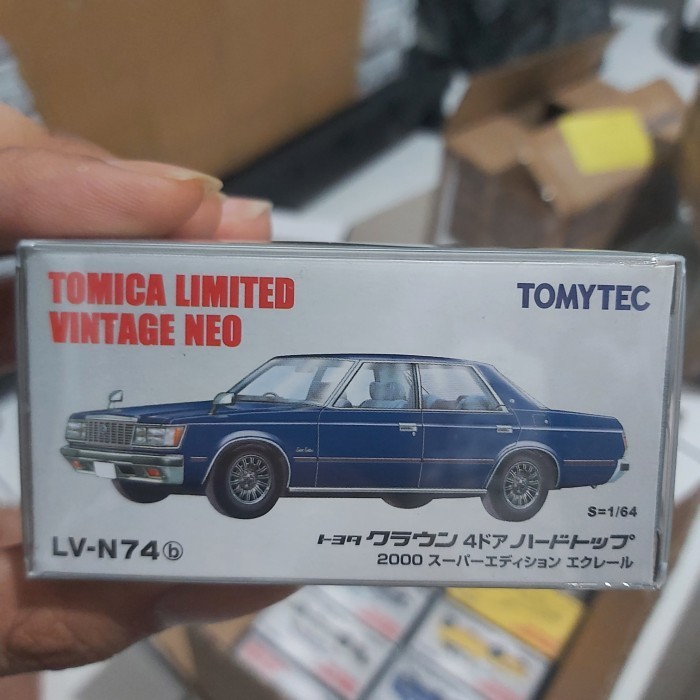 TOMICA LIMITED
VINTAGE NEO
TOMYTEC
S=1/64
LV-N74ⓑ
トヨタ クラウン 4ドア ハードトップ
2000 スーパーエディション エクレール